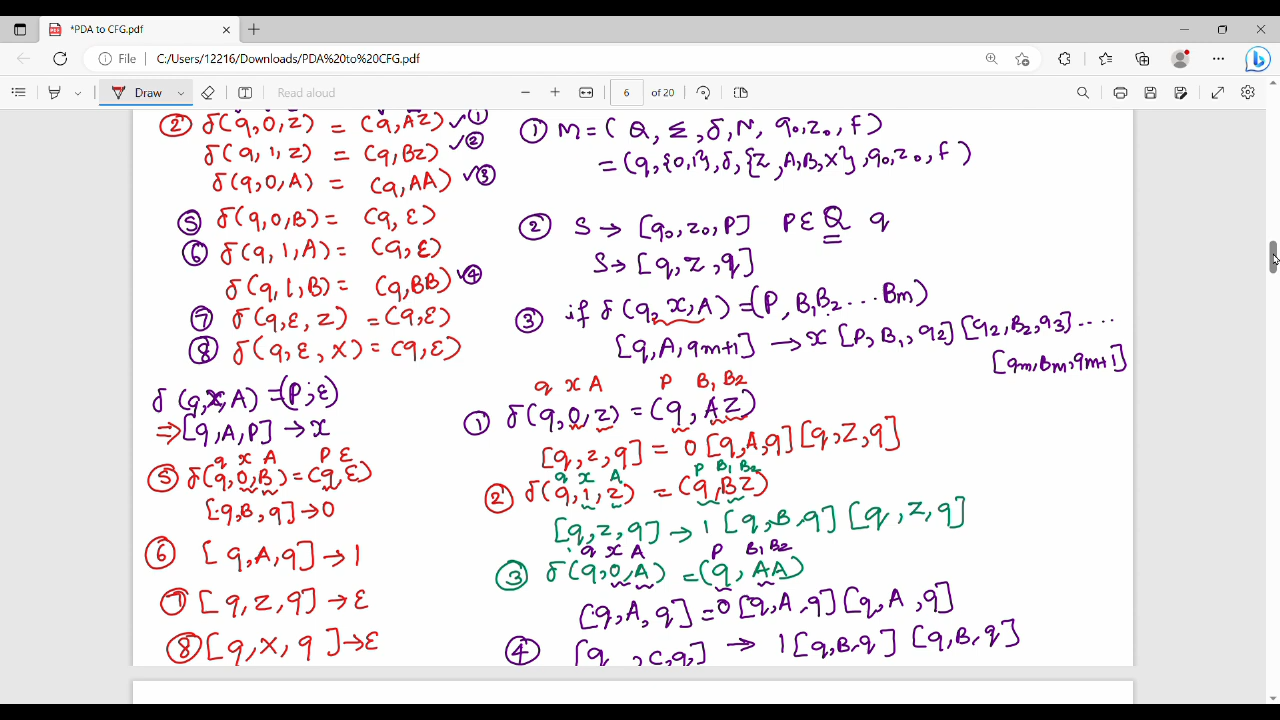 *PDA to CFG.pdf
File C:/Users/12216/Downloads/PDA%20to%20CFG.pdf
Draw Read aloud 6 of 20
② δ(q,0,Z) = (q,AZ) ✓①
δ(q,1,Z) = (q,BZ) ✓②
δ(q,0,A) = (q,AA) ✓③
⑤ δ(q,0,B) = (q,ε)
⑥ δ(q,1,A) = (q,ε)
δ(q,1,B) = (q,BB) ✓④
⑦ δ(q,ε,Z) = (q,ε)
⑧ δ(q,ε,X) = (q,ε)
δ(q,x,A) = (P,ε)
⇒ [q,A,P] → x
q x A P ε
⑤ δ(q,0,B) = (q,ε)
[q,B,q] → 0
⑥ [q,A,q] → 1
⑦ [q,Z,q] → ε
⑧ [q,X,q] → ε
① M = (Q, Σ, δ, N, q0,z0, F)
= (q,{0,1},δ,{Z,A,B,X},q0,z0,F)
② S → [q0,z0,P] P ε Q q
S → [q,Z,q]
③ if δ(q,x,A) = (P,B1B2...Bm)
[q,A,qm+1] → x [P,B1,q2][q2,B2,q3]....
[qm,Bm,qm+1]
q x A P B1 B2
① δ(q,0,Z) = (q,AZ)
[q,z,q] = 0 [q,A,q][q,Z,q]
q x A P B1 B2
② δ(q,1,Z) = (q,BZ)
[q,z,q] → 1 [q,B,q] [q,Z,q]
q x A P B1 B2
③ δ(q,0,A) = (q,AA)
[q,A,q] = 0 [q,A,q][q,A,q]
④ [q ,C,q] → 1 [q,B,q] [q,B,q]